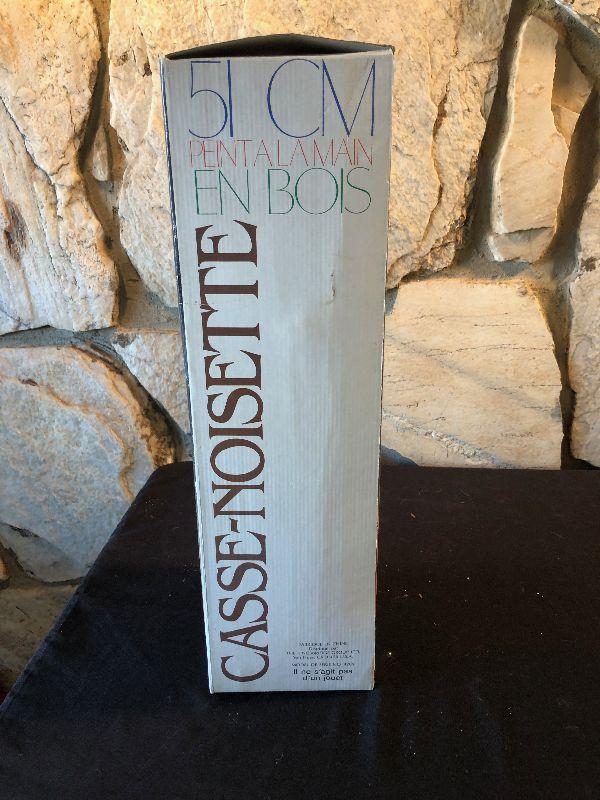 51 CM
PEINT A LA MAIN
EN BOIS
CASSE-NOISETTE
Il ne s'agit pas
d'un jouet